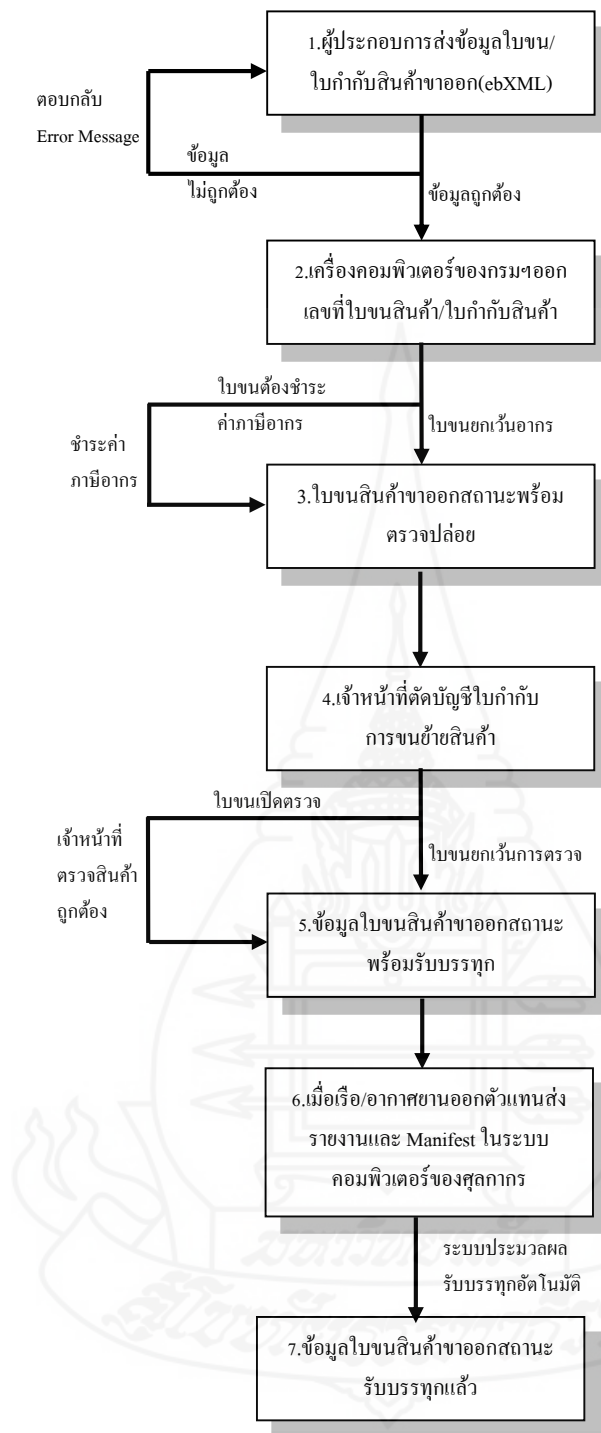 1.ผู้ประกอบการส่งข้อมูลใบขน/
ใบกำกับสินค้าขาออก(ebXML)
ตอบกลับ
Error Message
ข้อมูล
ไม่ถูกต้อง
ข้อมูลถูกต้อง
2.เครื่องคอมพิวเตอร์ของกรมฯออก
เลขที่ใบขนสินค้า/ใบกำกับสินค้า
ใบขนต้องชำระ
ค่าภาษีอากร
ใบขนยกเว้นอากร
ชำระค่า
ภาษีอากร
3.ใบขนสินค้าขาออกสถานะพร้อม
ตรวจปล่อย
4.เจ้าหน้าที่ตัดบัญชีใบกำกับ
การขนย้ายสินค้า
ใบขนเปิดตรวจ
เจ้าหน้าที่
ตรวจสินค้า
ถูกต้อง
ใบขนยกเว้นการตรวจ
5.ข้อมูลใบขนสินค้าขาออกสถานะ
พร้อมรับบรรทุก
6.เมื่อเรือ/อากาศยานออกตัวแทนส่ง
รายงานและ Manifest ในระบบ
คอมพิวเตอร์ของศุลกากร
ระบบประมวลผล
รับบรรทุกอัตโนมัติ
7.ข้อมูลใบขนสินค้าขาออกสถานะ
รับบรรทุกแล้ว